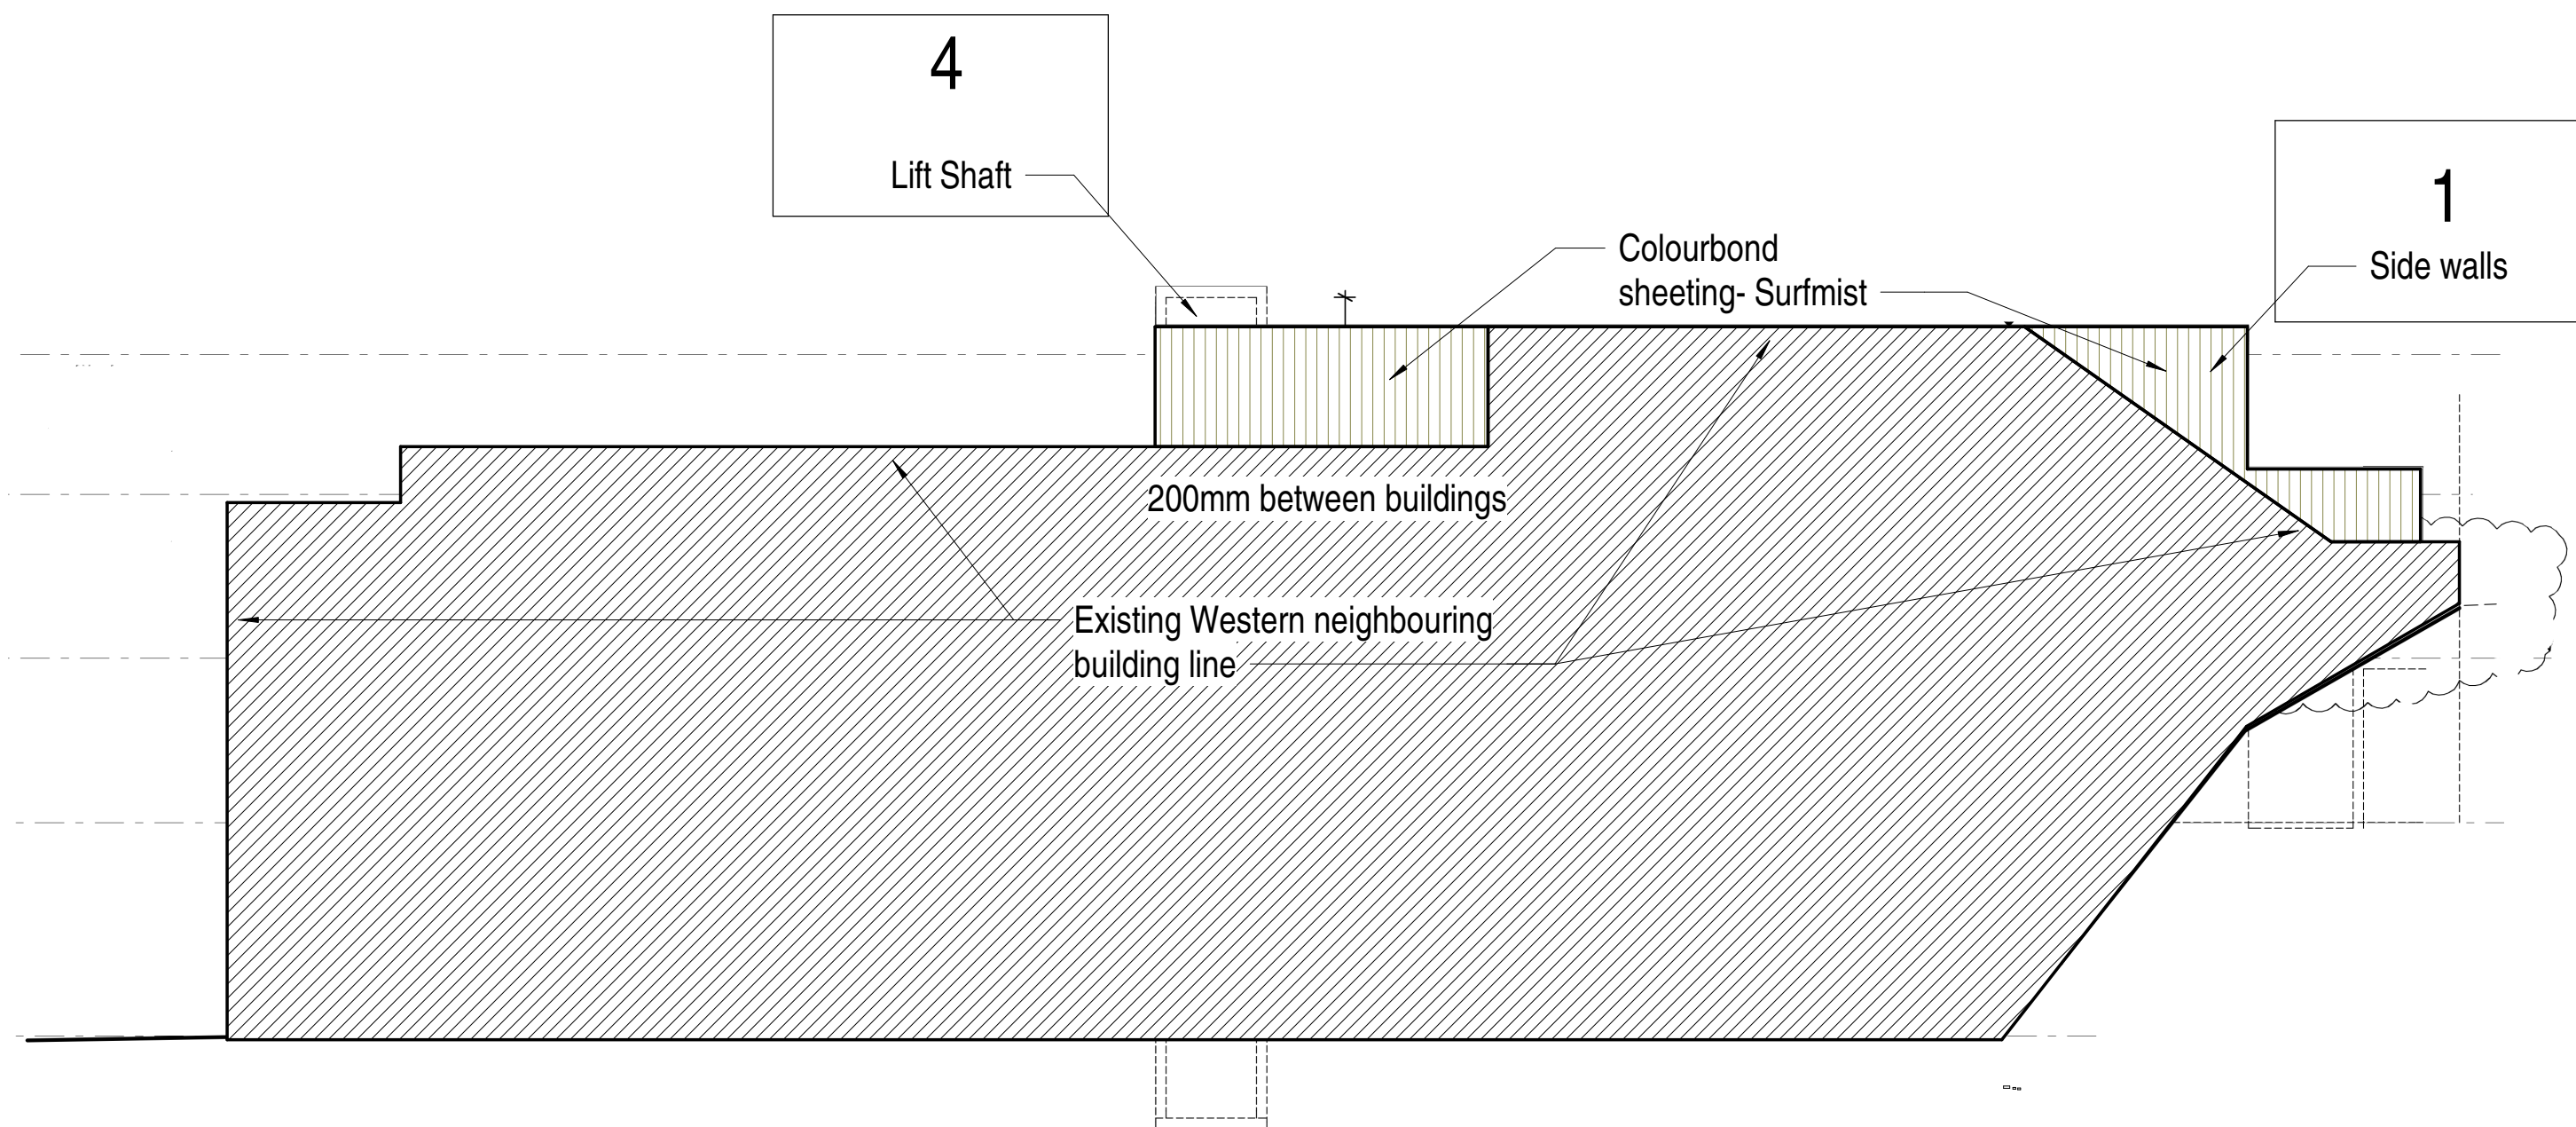 4
Lift Shaft
1
Side walls
Colourbond
sheeting- Surfmist
200mm between buildings
Existing Western neighbouring
building line